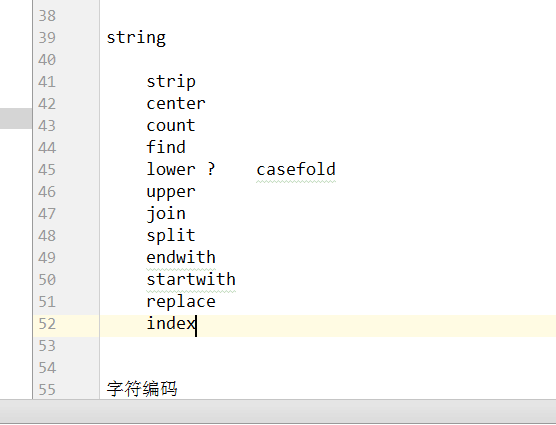 38
39 string
40
41 strip
42 center
43 count
44 find
45 lower ? casefold
46 upper
47 join
48 split
49 endwith
50 startwith
51 replace
52 index
53
54
55 字符编码